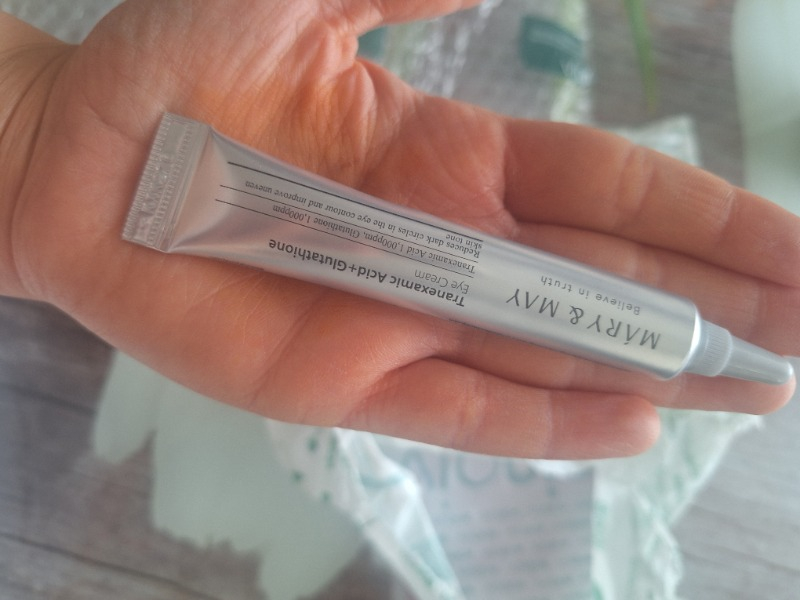 MÁRY & MAY
Believe in truth
Tranexamic Acid+Glutathione
Eye Cream
Tranexamic Acid 1,000ppm, Glutathione 1,000ppm
Reduces dark circles in the eye contour and improve uneven
skin tone